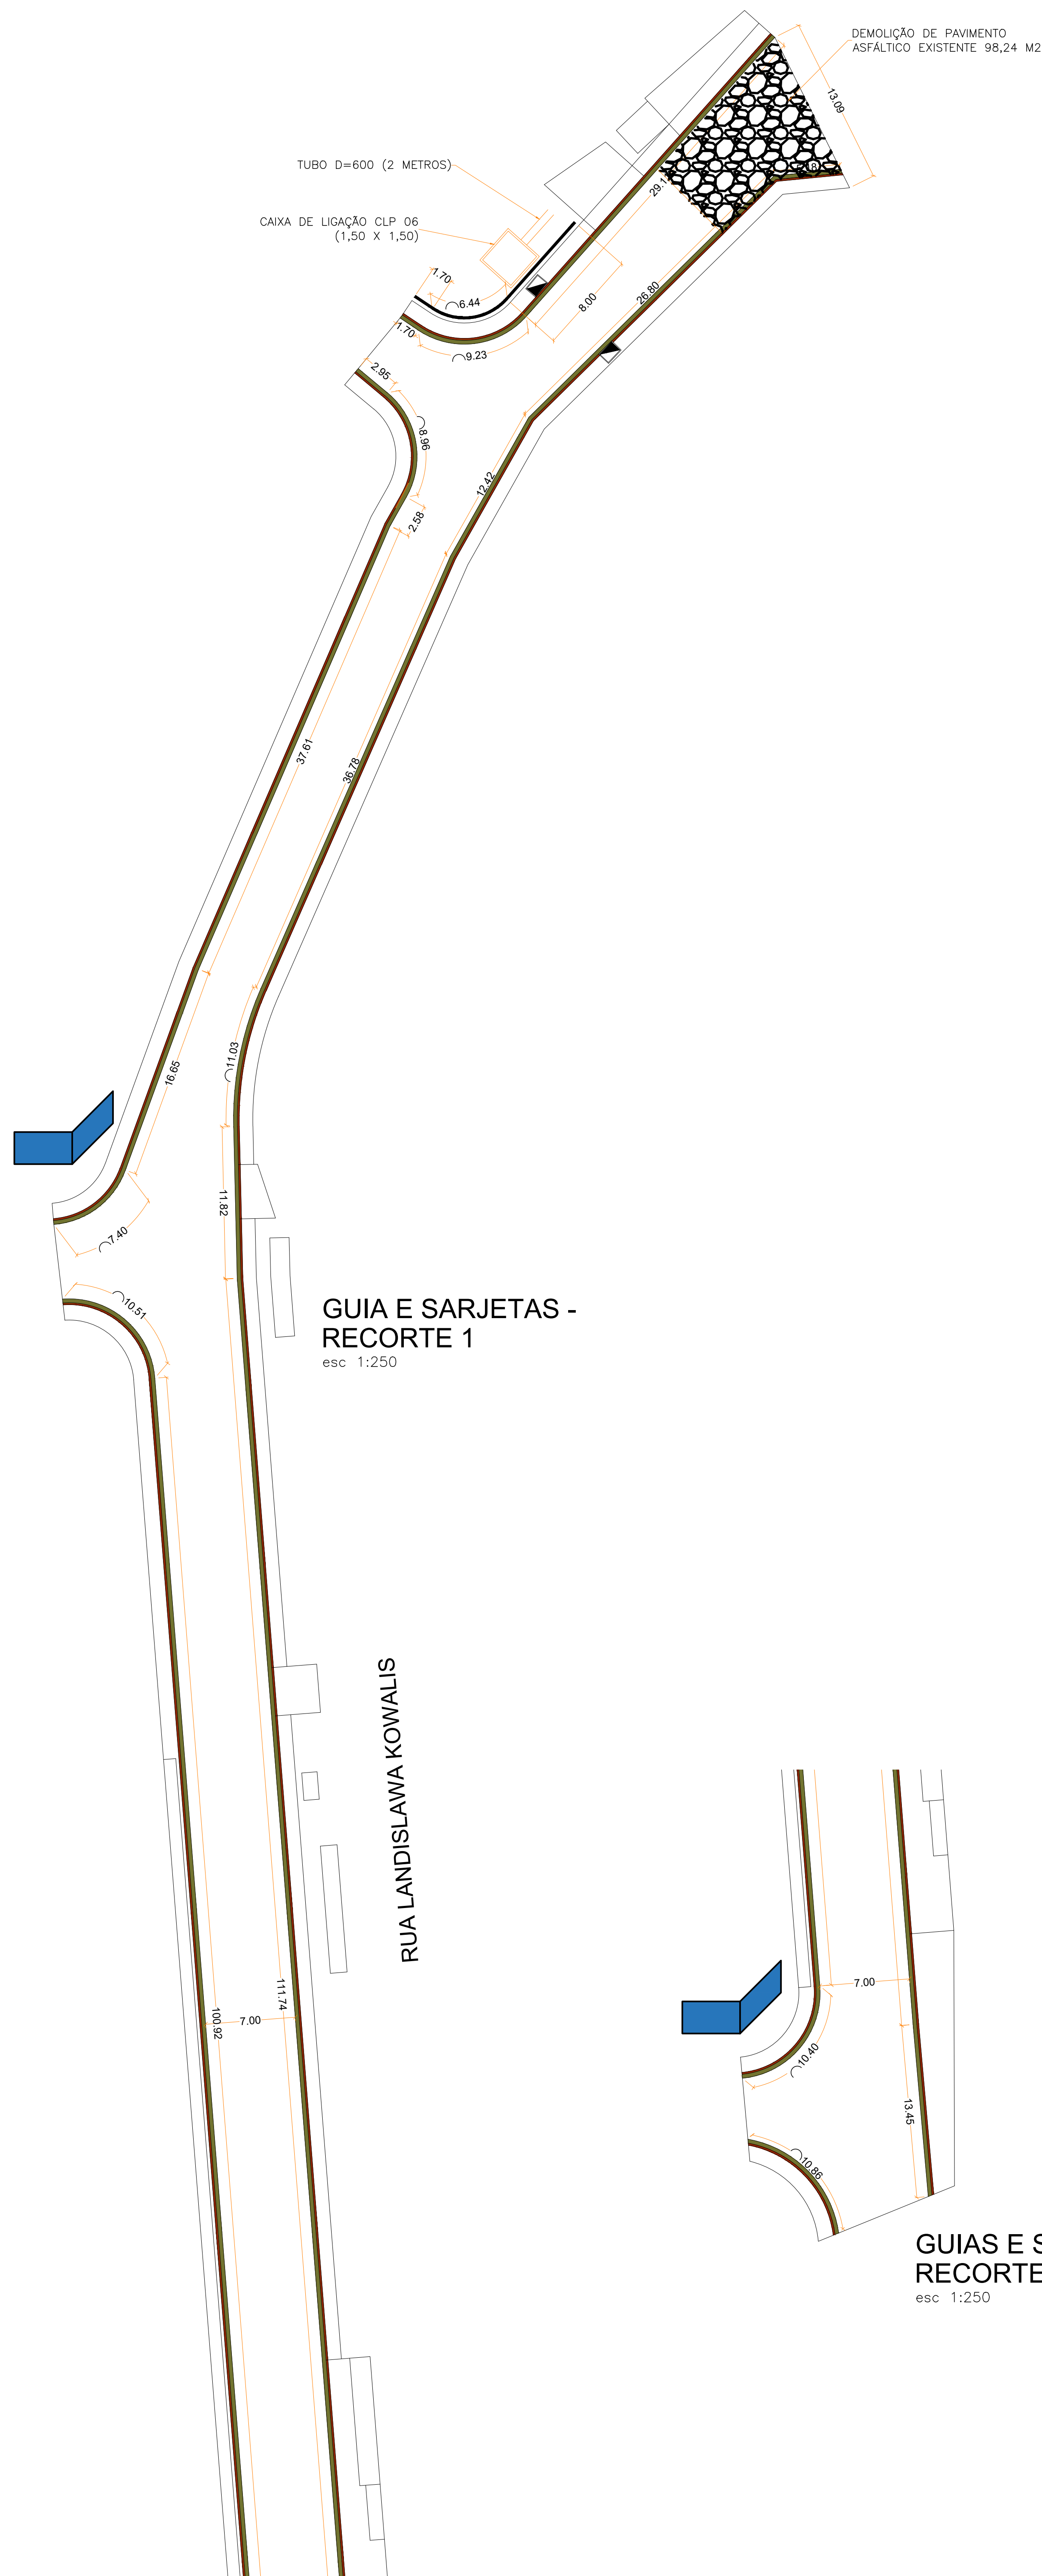 DEMOLIÇÃO DE PAVIMENTO
ASFÁLTICO EXISTENTE 98,24 M2
13.09
TUBO D=600 (2 METROS)
29.1
CAIXA DE LIGAÇÃO CLP 06
(1,50 X 1,50)
1.70
6.44
8.00
26.80
1.70
9.23
2.95
8.96
12.42
2.58
37.61
36.78
11.03
16.65
11.82
7.40
10.51
GUIA E SARJETAS -
RECORTE 1
esc 1:250
RUA LANDISLAWA KOWALIS
111.74
100.92
7.00
7.00
10.40
13.45
10.86
GUIAS E S
RECORTE
esc 1:250